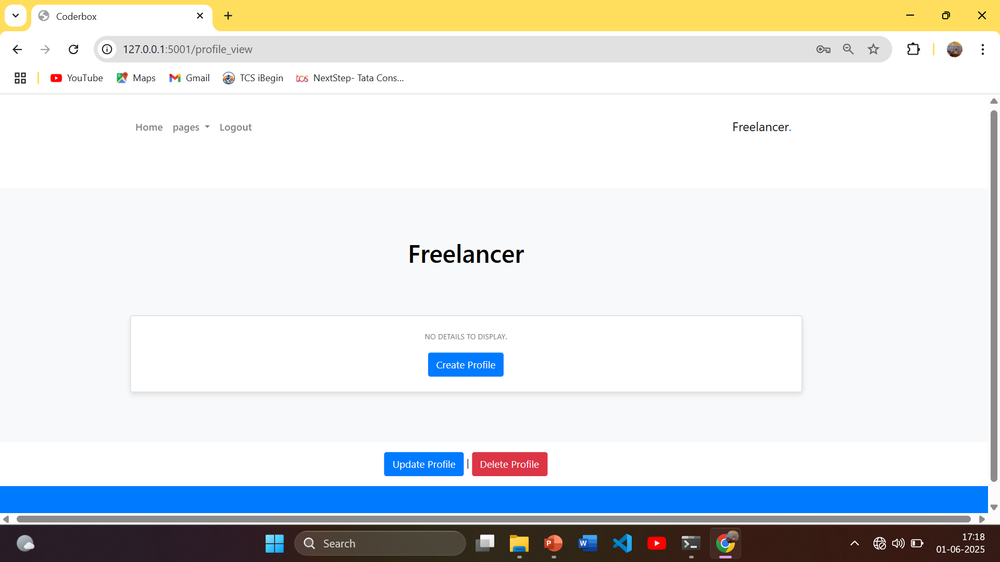 Coderbox
127.0.0.1:5001/profile_view
YouTube Maps Gmail TCS iBegin tcs NextStep- Tata Cons...
Home pages Logout Freelancer.
Freelancer
NO DETAILS TO DISPLAY.
Create Profile
Update Profile | Delete Profile
Search
P
W
17:18
01-06-2025